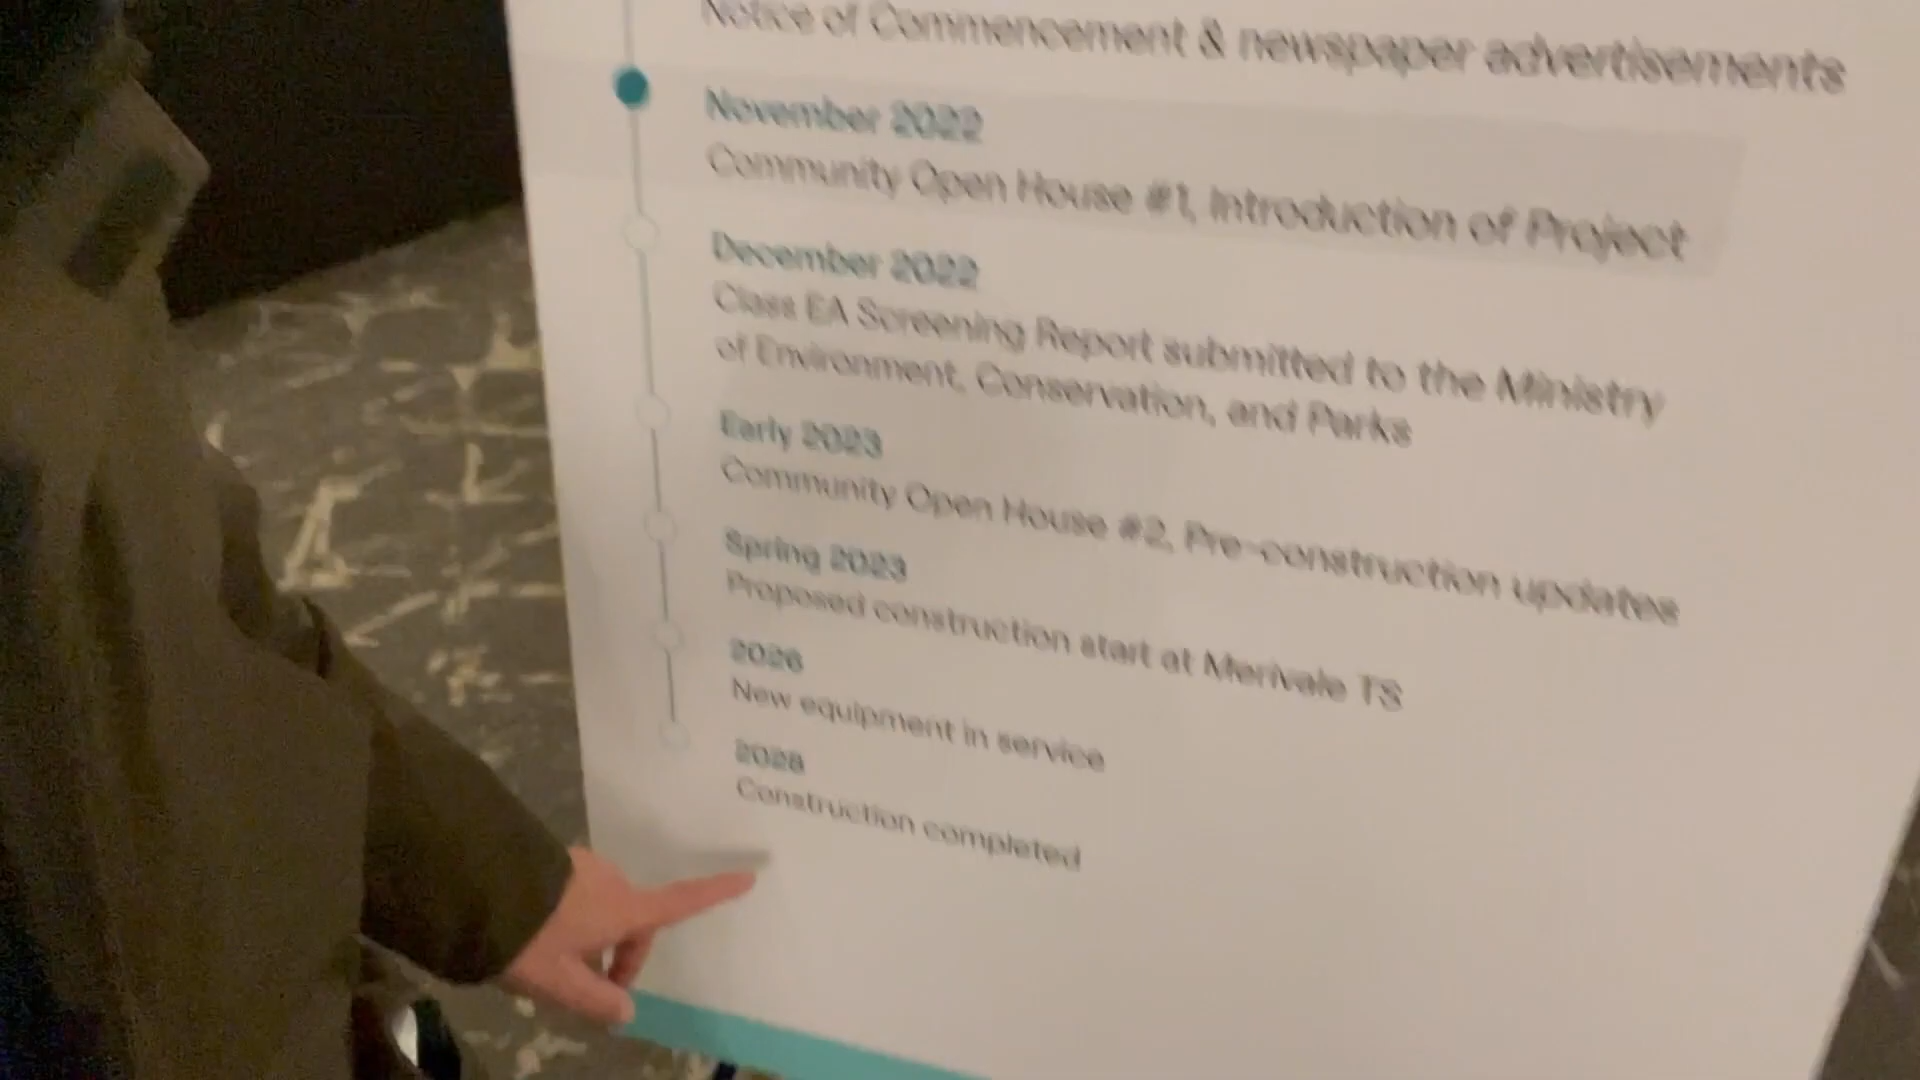 Notice of Commencement & newspaper advertisements
November 2022
Community Open House #1, Introduction of Project
December 2022
Class EA Screening Report submitted to the Ministry
of Environment, Conservation, and Parks
Early 2023
Community Open House #2, Pre-construction updates
Spring 2023
Proposed construction start at Merivale TS
2026
New equipment in service
2028
Construction completed